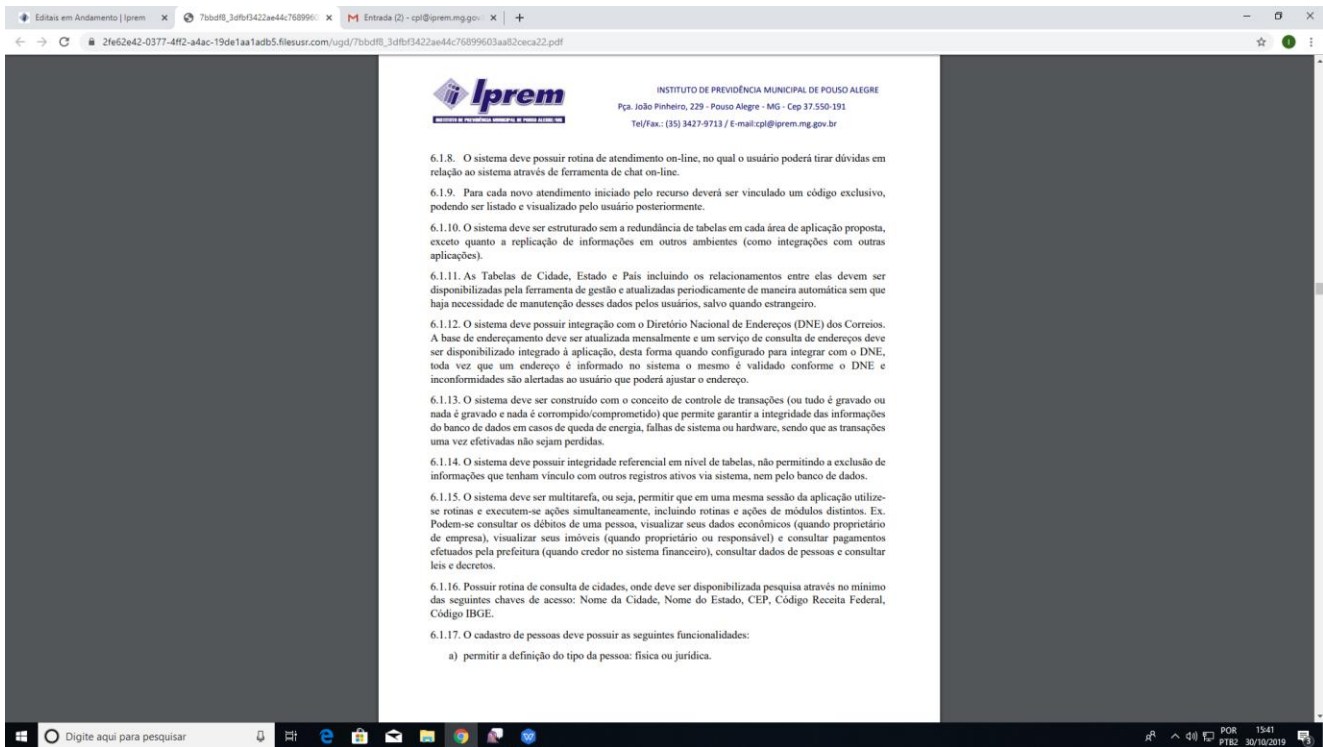 Editais em Andamento | Iprem
7bbdf8_3dfbf3422ae44c7689960
Entrada (2) - cpl@iprem.mg.gov.
2fe62e42-0377-4ff2-a4ac-19de1aa1adb5.filesusr.com/ugd/7bbdf8_3dfbf3422ae44c76899603aa82ceca22.pdf
Iprem
INSTITUTO DE PREVIDÊNCIA MUNICIPAL DE POUSO ALEGRE
Pça. João Pinheiro, 229 - Pouso Alegre - MG - Cep 37.550-191
Tel/Fax.: (35) 3427-9713 / E-mail:cpl@iprem.mg.gov.br
6.1.8. O sistema deve possuir rotina de atendimento on-line, no qual o usuário poderá tirar dúvidas em
relação ao sistema através de ferramenta de chat on-line.
6.1.9. Para cada novo atendimento iniciado pelo recurso deverá ser vinculado um código exclusivo,
podendo ser listado e visualizado pelo usuário posteriormente.
6.1.10. O sistema deve ser estruturado sem a redundância de tabelas em cada área de aplicação proposta,
exceto quanto a replicação de informações em outros ambientes (como integrações com outras
aplicações).
6.1.11. As Tabelas de Cidade, Estado e País incluindo os relacionamentos entre elas devem ser
disponibilizadas pela ferramenta de gestão e atualizadas periodicamente de maneira automática sem que
haja necessidade de manutenção desses dados pelos usuários, salvo quando estrangeiro.
6.1.12. O sistema deve possuir integração com o Diretório Nacional de Endereços (DNE) dos Correios.
A base de endereçamento deve ser atualizada mensalmente e um serviço de consulta de endereços deve
ser disponibilizado integrado à aplicação, desta forma quando configurado para integrar com o DNE,
toda vez que um endereço é informado no sistema o mesmo é validado conforme o DNE e
inconformidades são alertadas ao usuário que poderá ajustar o endereço.
6.1.13. O sistema deve ser construído com o conceito de controle de transações (ou tudo é gravado ou
nada é gravado e nada é corrompido/comprometido) que permite garantir a integridade das informações
do banco de dados em casos de queda de energia, falhas de sistema ou hardware, sendo que as transações
uma vez efetivadas não sejam perdidas.
6.1.14. O sistema deve possuir integridade referencial em nível de tabelas, não permitindo a exclusão de
informações que tenham vínculo com outros registros ativos via sistema, nem pelo banco de dados.
6.1.15. O sistema deve ser multitarefa, ou seja, permitir que em uma mesma sessão da aplicação utilize-
se rotinas e executem-se ações simultaneamente, incluindo rotinas e ações de módulos distintos. Ex.
Podem-se consultar os débitos de uma pessoa, visualizar seus dados econômicos (quando proprietário
de empresa), visualizar seus imóveis (quando proprietário ou responsável) e consultar pagamentos
efetuados pela prefeitura (quando credor no sistema financeiro), consultar dados de pessoas e consultar
leis e decretos.
6.1.16. Possuir rotina de consulta de cidades, onde deve ser disponibilizada pesquisa através no mínimo
das seguintes chaves de acesso: Nome da Cidade, Nome do Estado, CEP, Código Receita Federal,
Código IBGE.
6.1.17. O cadastro de pessoas deve possuir as seguintes funcionalidades:
a) permitir a definição do tipo da pessoa: física ou jurídica.
Digite aqui para pesquisar
POR 15:41
PTB2 30/10/2019